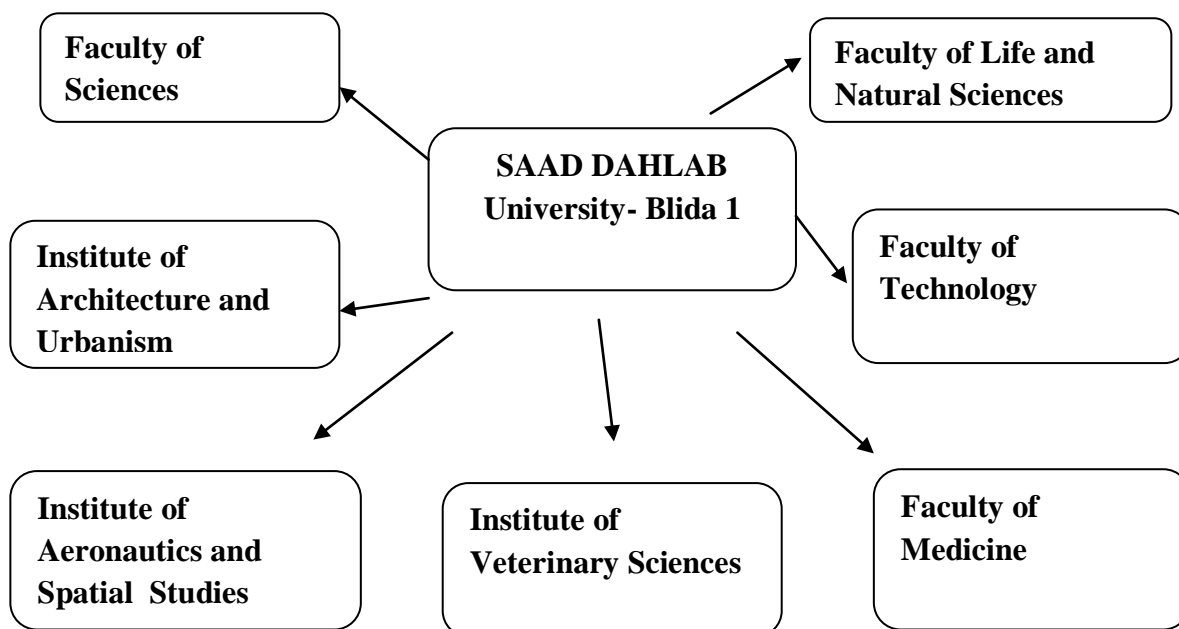 Faculty of
Sciences
Faculty of Life and
Natural Sciences
SAAD DAHLAB
University- Blida 1
Institute of
Architecture and
Urbanism
Faculty of
Technology
Institute of
Aeronautics and
Spatial  Studies
Institute of
Veterinary Sciences
Faculty of
Medicine